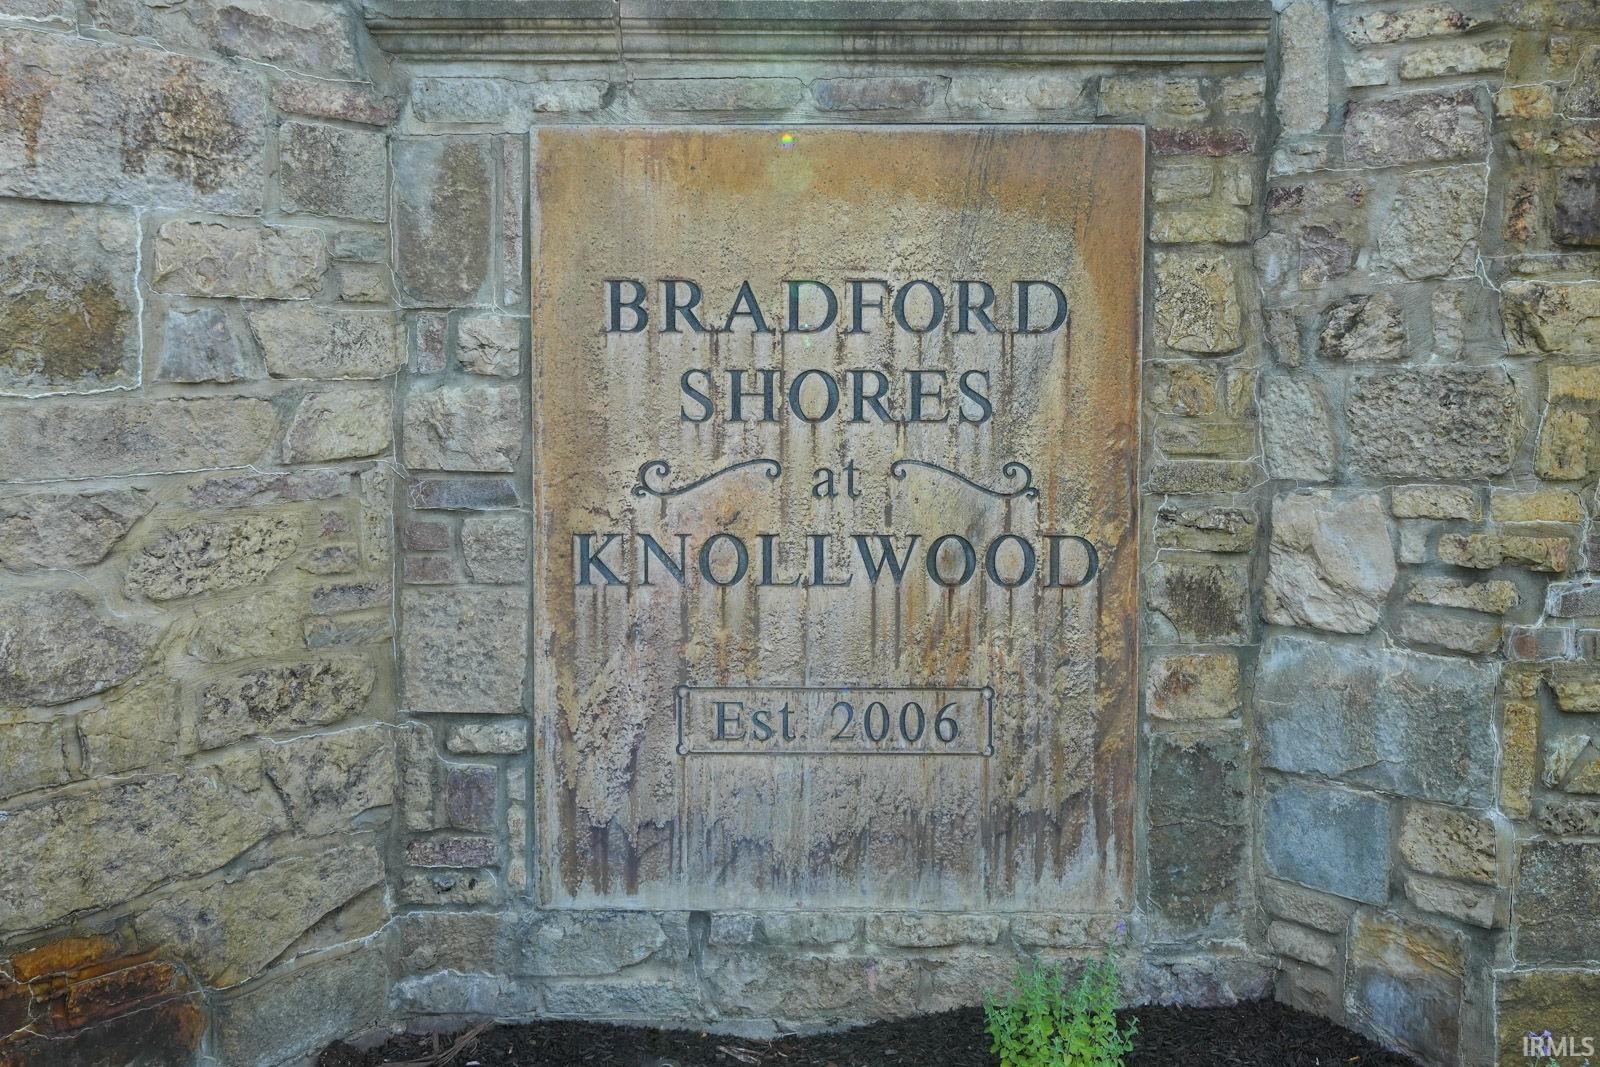 BRADFORD
SHORES
at
KNOLLWOOD
Est. 2006
IRMLS